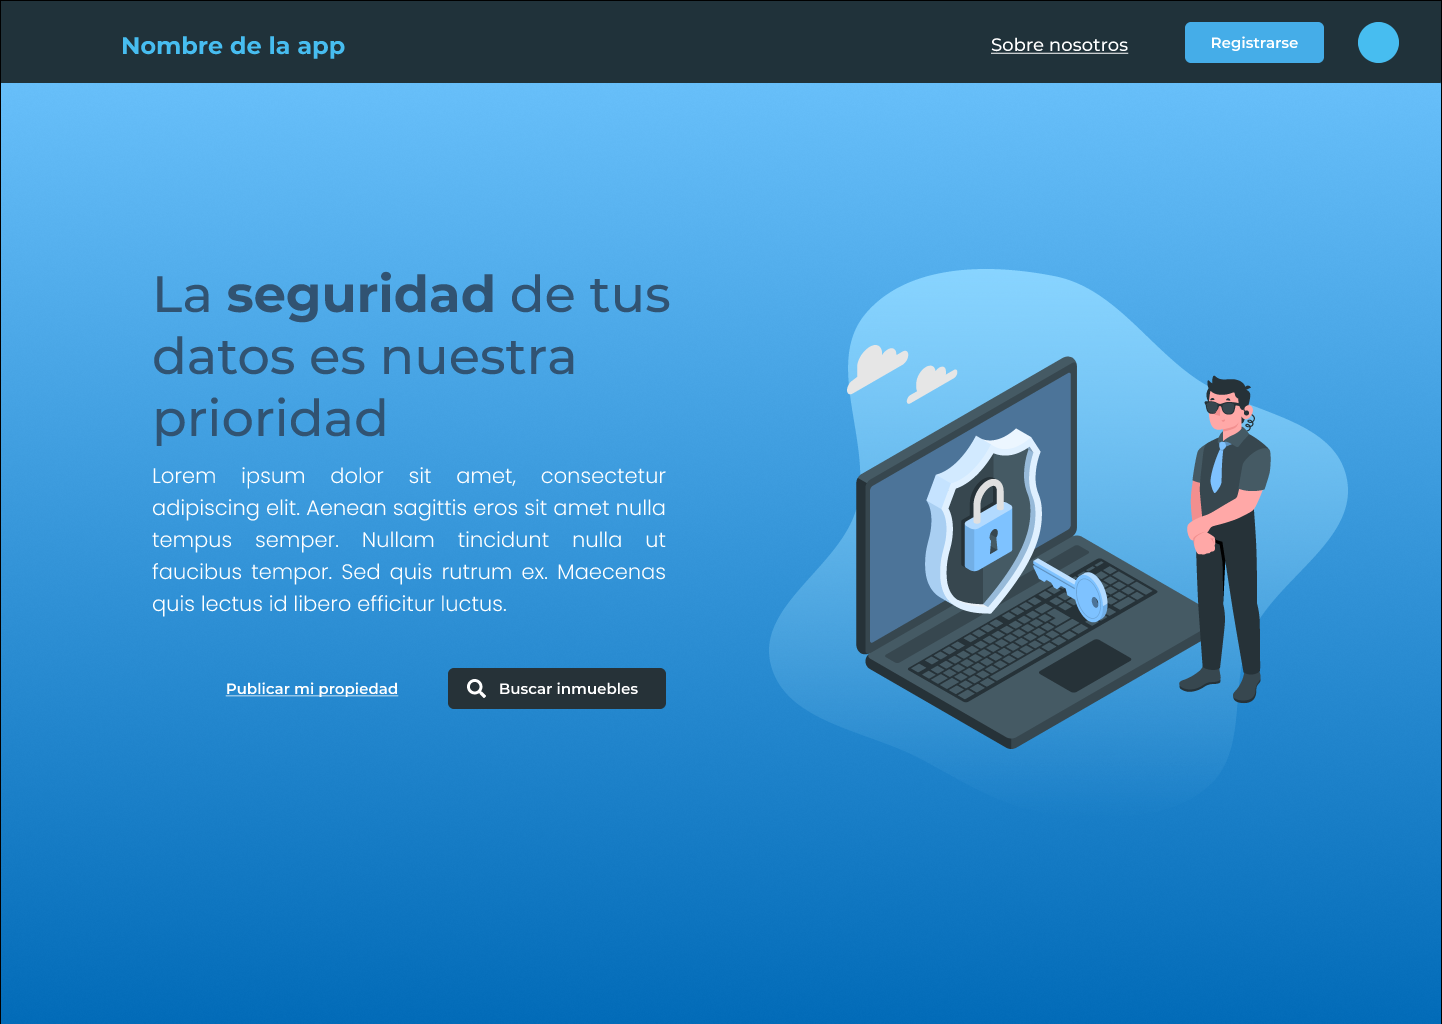 Nombre de la app
Sobre nosotros
Registrarse
La seguridad de tus
datos es nuestra
prioridad
Lorem ipsum dolor sit amet, consectetur
adipiscing elit. Aenean sagittis eros sit amet nulla
tempus semper. Nullam tincidunt nulla ut
faucibus tempor. Sed quis rutrum ex. Maecenas
quis lectus id libero efficitur luctus.
Publicar mi propiedad
Buscar inmuebles